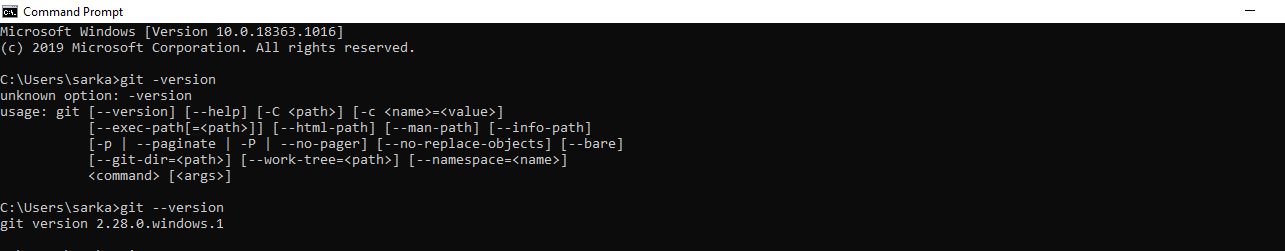 Command Prompt
Microsoft Windows [Version 10.0.18363.1016]
(c) 2019 Microsoft Corporation. All rights reserved.
C:\Users\sarka>git -version
unknown option: -version
usage: git [--version] [--help] [-C <path>] [-c <name>=<value>]
           [--exec-path[=<path>]] [--html-path] [--man-path] [--info-path]
           [-p | --paginate | -P | --no-pager] [--no-replace-objects] [--bare]
           [--git-dir=<path>] [--work-tree=<path>] [--namespace=<name>]
           <command> [<args>]
C:\Users\sarka>git --version
git version 2.28.0.windows.1